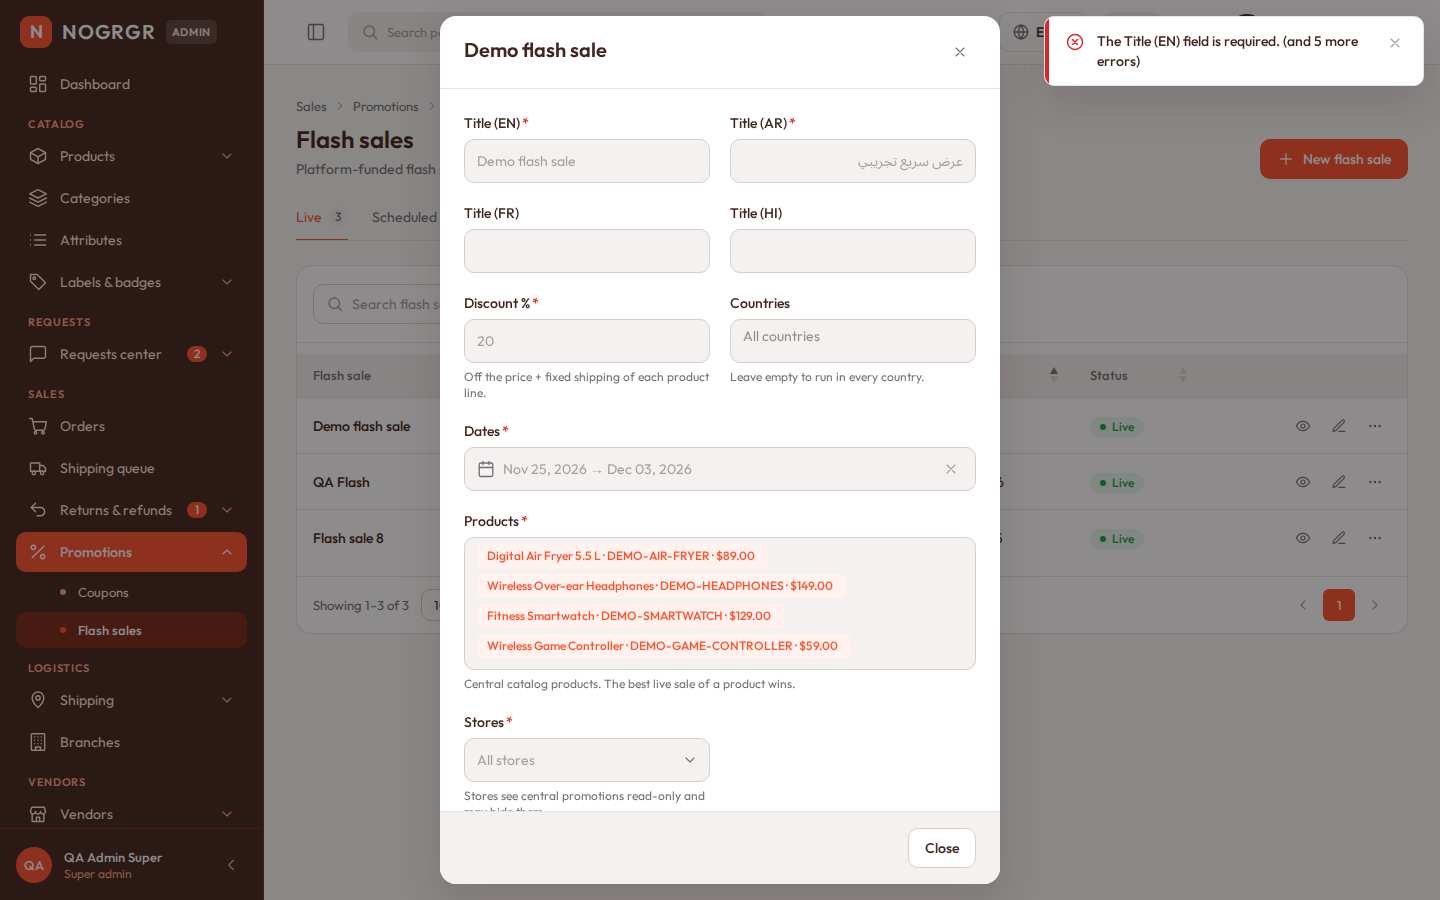 N NOGRGR ADMIN
Dashboard
CATALOG
Products
Categories
Attributes
Labels & badges
REQUESTS
Requests center 2
SALES
Orders
Shipping queue
Returns & refunds 1
Promotions
Coupons
Flash sales
LOGISTICS
Shipping
Branches
VENDORS
Vendors
QA QA Admin Super
Super admin
Sales Promotions
Flash sales
Platform-funded flash
New flash sale
Live 3 Scheduled
Flash sale Status
Demo flash sale Live
QA Flash Live
Flash sale 8 Live
Showing 1-3 of 3
1
Demo flash sale
Title (EN) *
Demo flash sale
Title (AR) *
عرض سريع تجريبي
Title (FR)
Title (HI)
Discount % *
20
Off the price + fixed shipping of each product
line.
Countries
All countries
Leave empty to run in every country.
Dates *
Nov 25, 2026 → Dec 03, 2026
Products *
Digital Air Fryer 5.5 L · DEMO-AIR-FRYER · $89.00
Wireless Over-ear Headphones · DEMO-HEADPHONES · $149.00
Fitness Smartwatch · DEMO-SMARTWATCH · $129.00
Wireless Game Controller · DEMO-GAME-CONTROLLER · $59.00
Central catalog products. The best live sale of a product wins.
Stores *
All stores
Stores see central promotions read-only and
Close
The Title (EN) field is required. (and 5 more
errors)